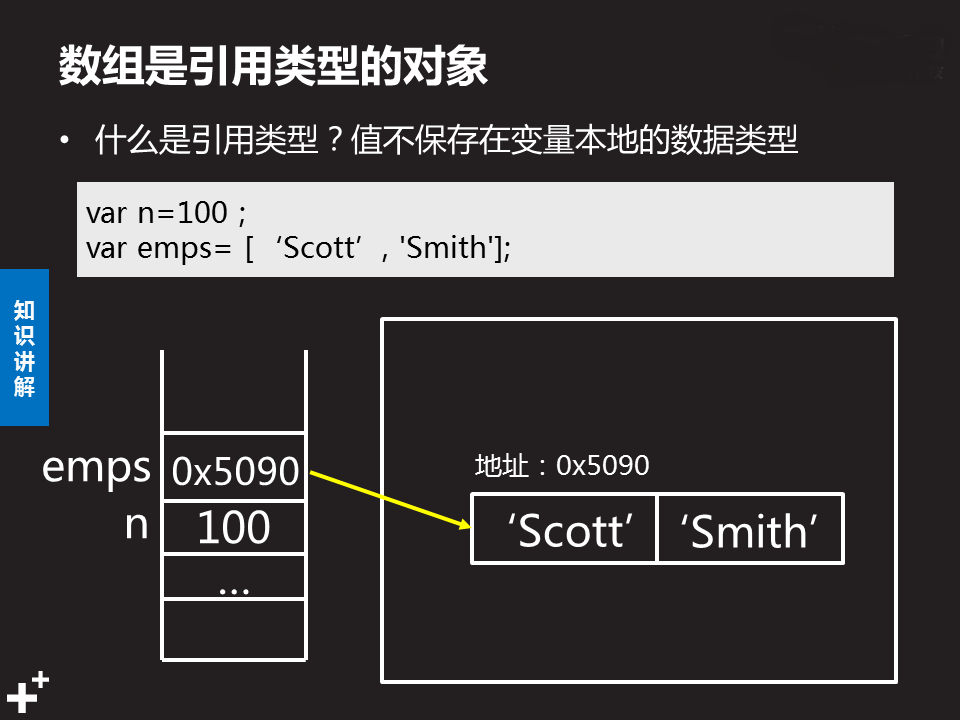 数组是引用类型的对象
• 什么是引用类型？值不保存在变量本地的数据类型
var n=100 ;
var emps= [ ‘Scott’ , 'Smith'];
知识讲解
地址：0x5090
emps 0x5090
‘Scott’ ‘Smith’
n 100
...